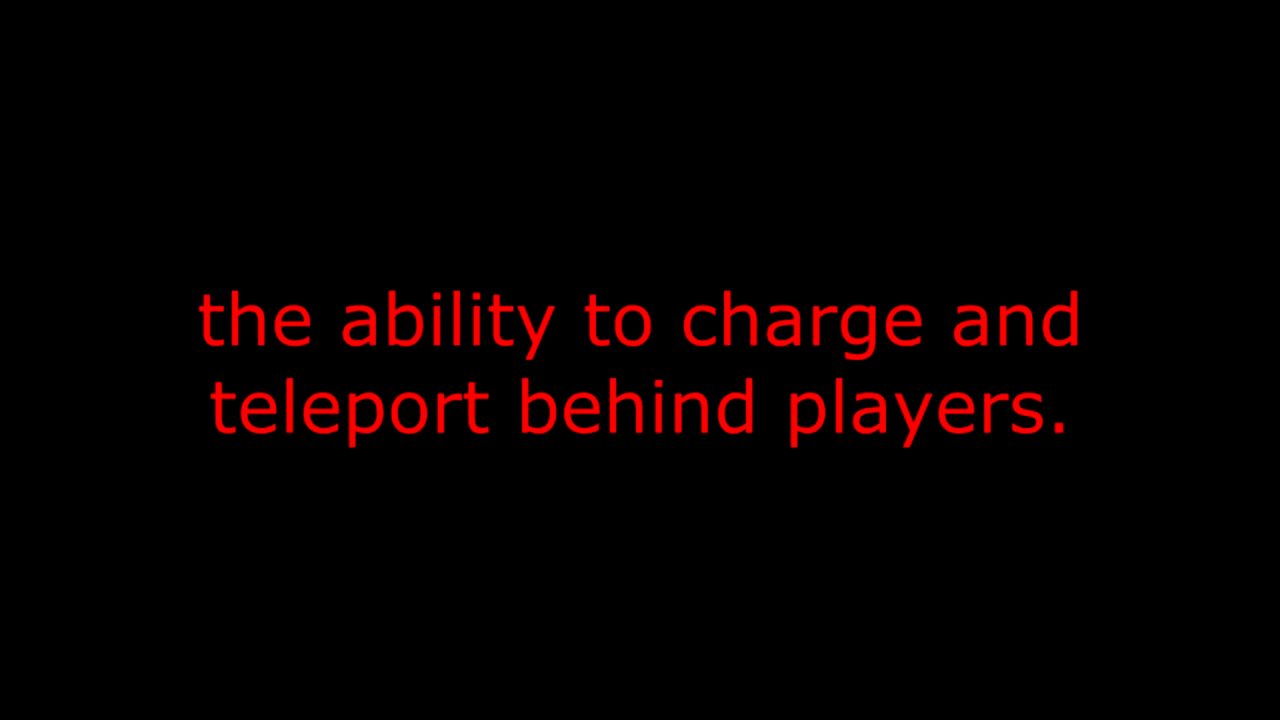 the ability to charge and
teleport behind players.